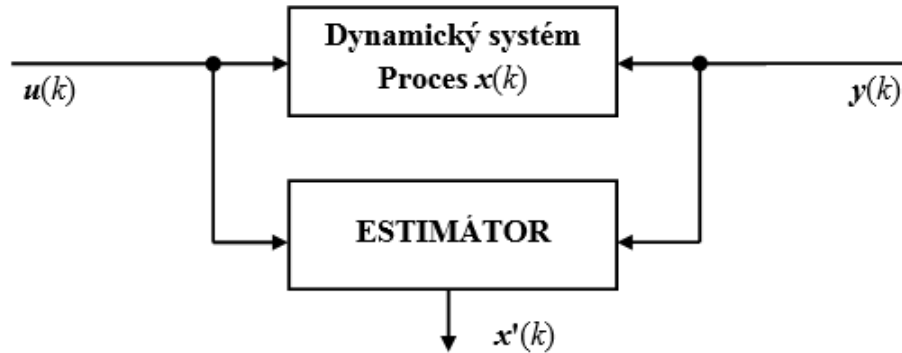 Dynamický systém
Proces x(k)
u(k)
y(k)
ESTIMÁTOR
x'(k)